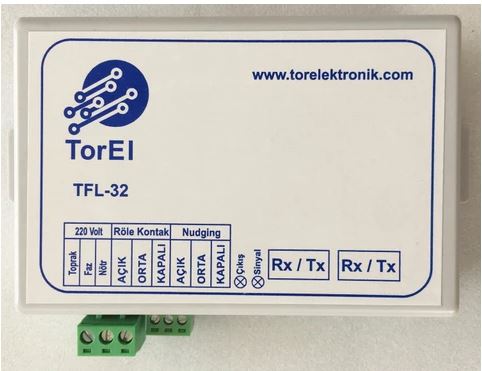 www.torelektronik.com
TorEl
TFL-32
220 Volt Röle Kontak Nudging
Toprak Faz Nötr AÇIK ORTA KAPALI AÇIK ORTA KAPALI Çıkış Sinyal
Rx / Tx Rx / Tx